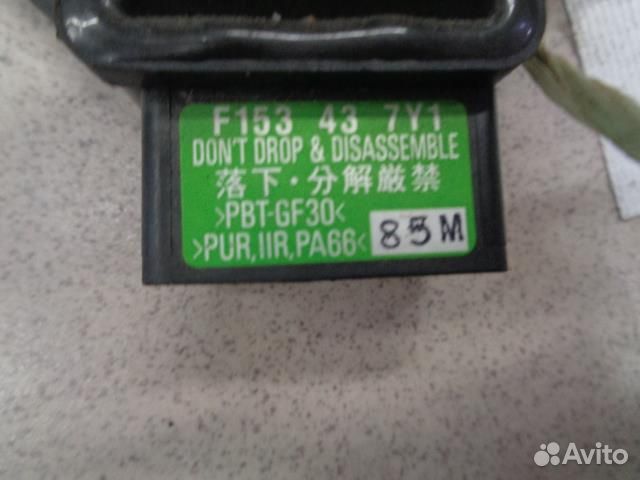 F153 43 7Y1
DON'T DROP & DISASSEMBLE
落下・分解厳禁
>PBT-GF30<
>PUR,IIR,PA66< 85M
Avito